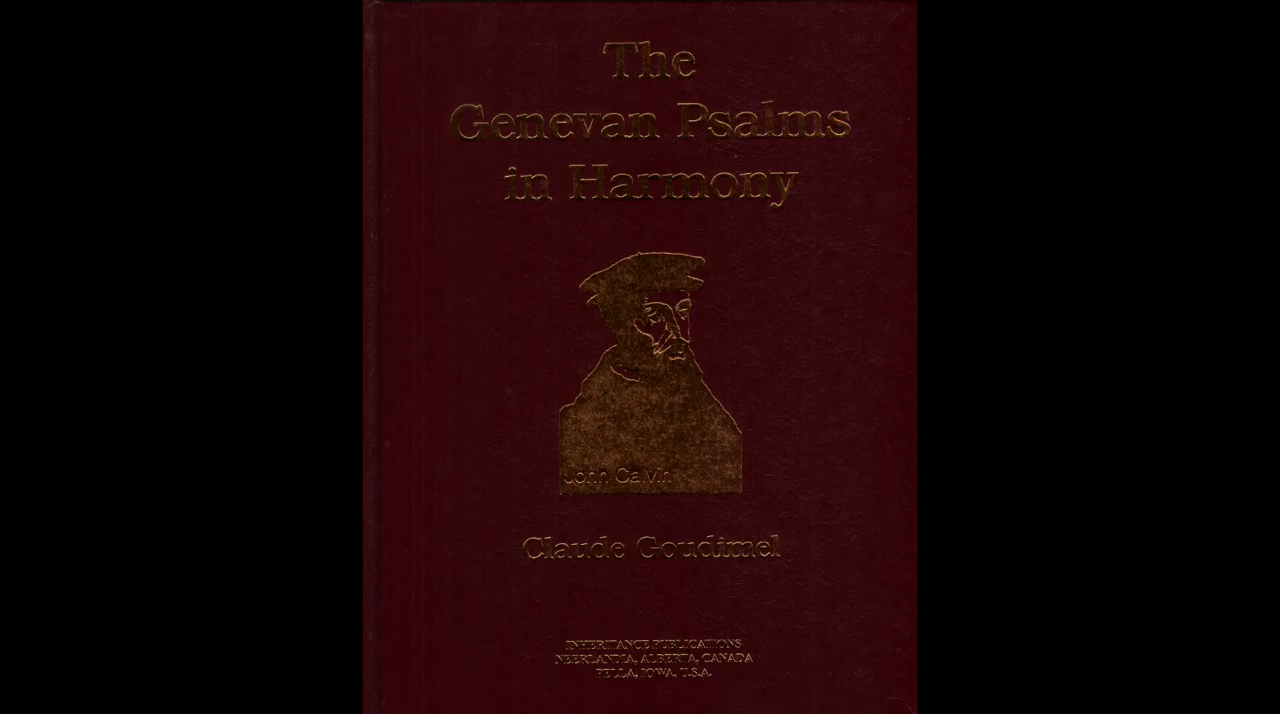 The
Genevan Psalms
in Harmony
John Calvin
Claude Goudimel
INHERITANCE PUBLICATIONS
NEERLANDIA, ALBERTA, CANADA
PELLA, IOWA, U.S.A.